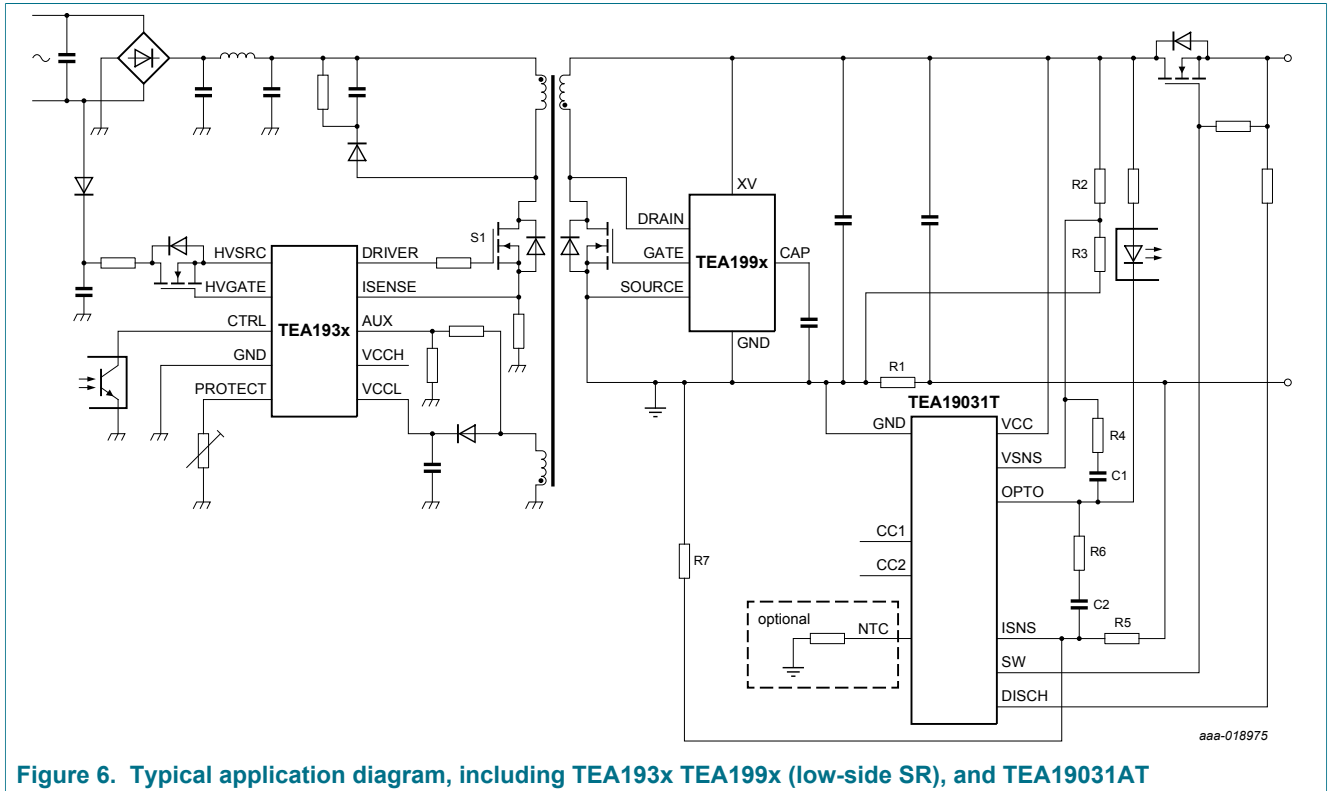 XV
R2
DRAIN
S1
HVSRC
DRIVER
GATE
TEA199x
CAP
R3
HVGATE
ISENSE
SOURCE
CTRL
TEA193x
AUX
GND
VCCH
GND
R1
PROTECT
VCCL
TEA19031T
GND
VCC
R4
VSNS
C1
OPTO
CC1
R6
R7
CC2
C2
optional
NTC
ISNS
R5
SW
DISCH
aaa-018975
Figure 6. Typical application diagram, including TEA193x TEA199x (low-side SR), and TEA19031AT